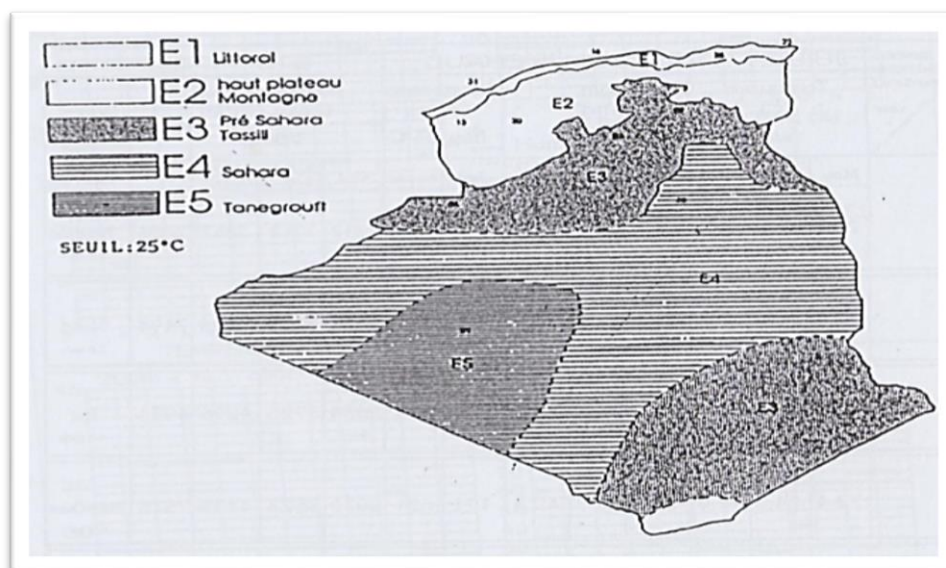 E1 Littoral
E2 haut plateau
Montagne
E3 Pré Sahara
Tassili
E4 Sahara
E5 Tanegrouft
SEUIL:25°C
E1
E2
E3
E4
E5
E3